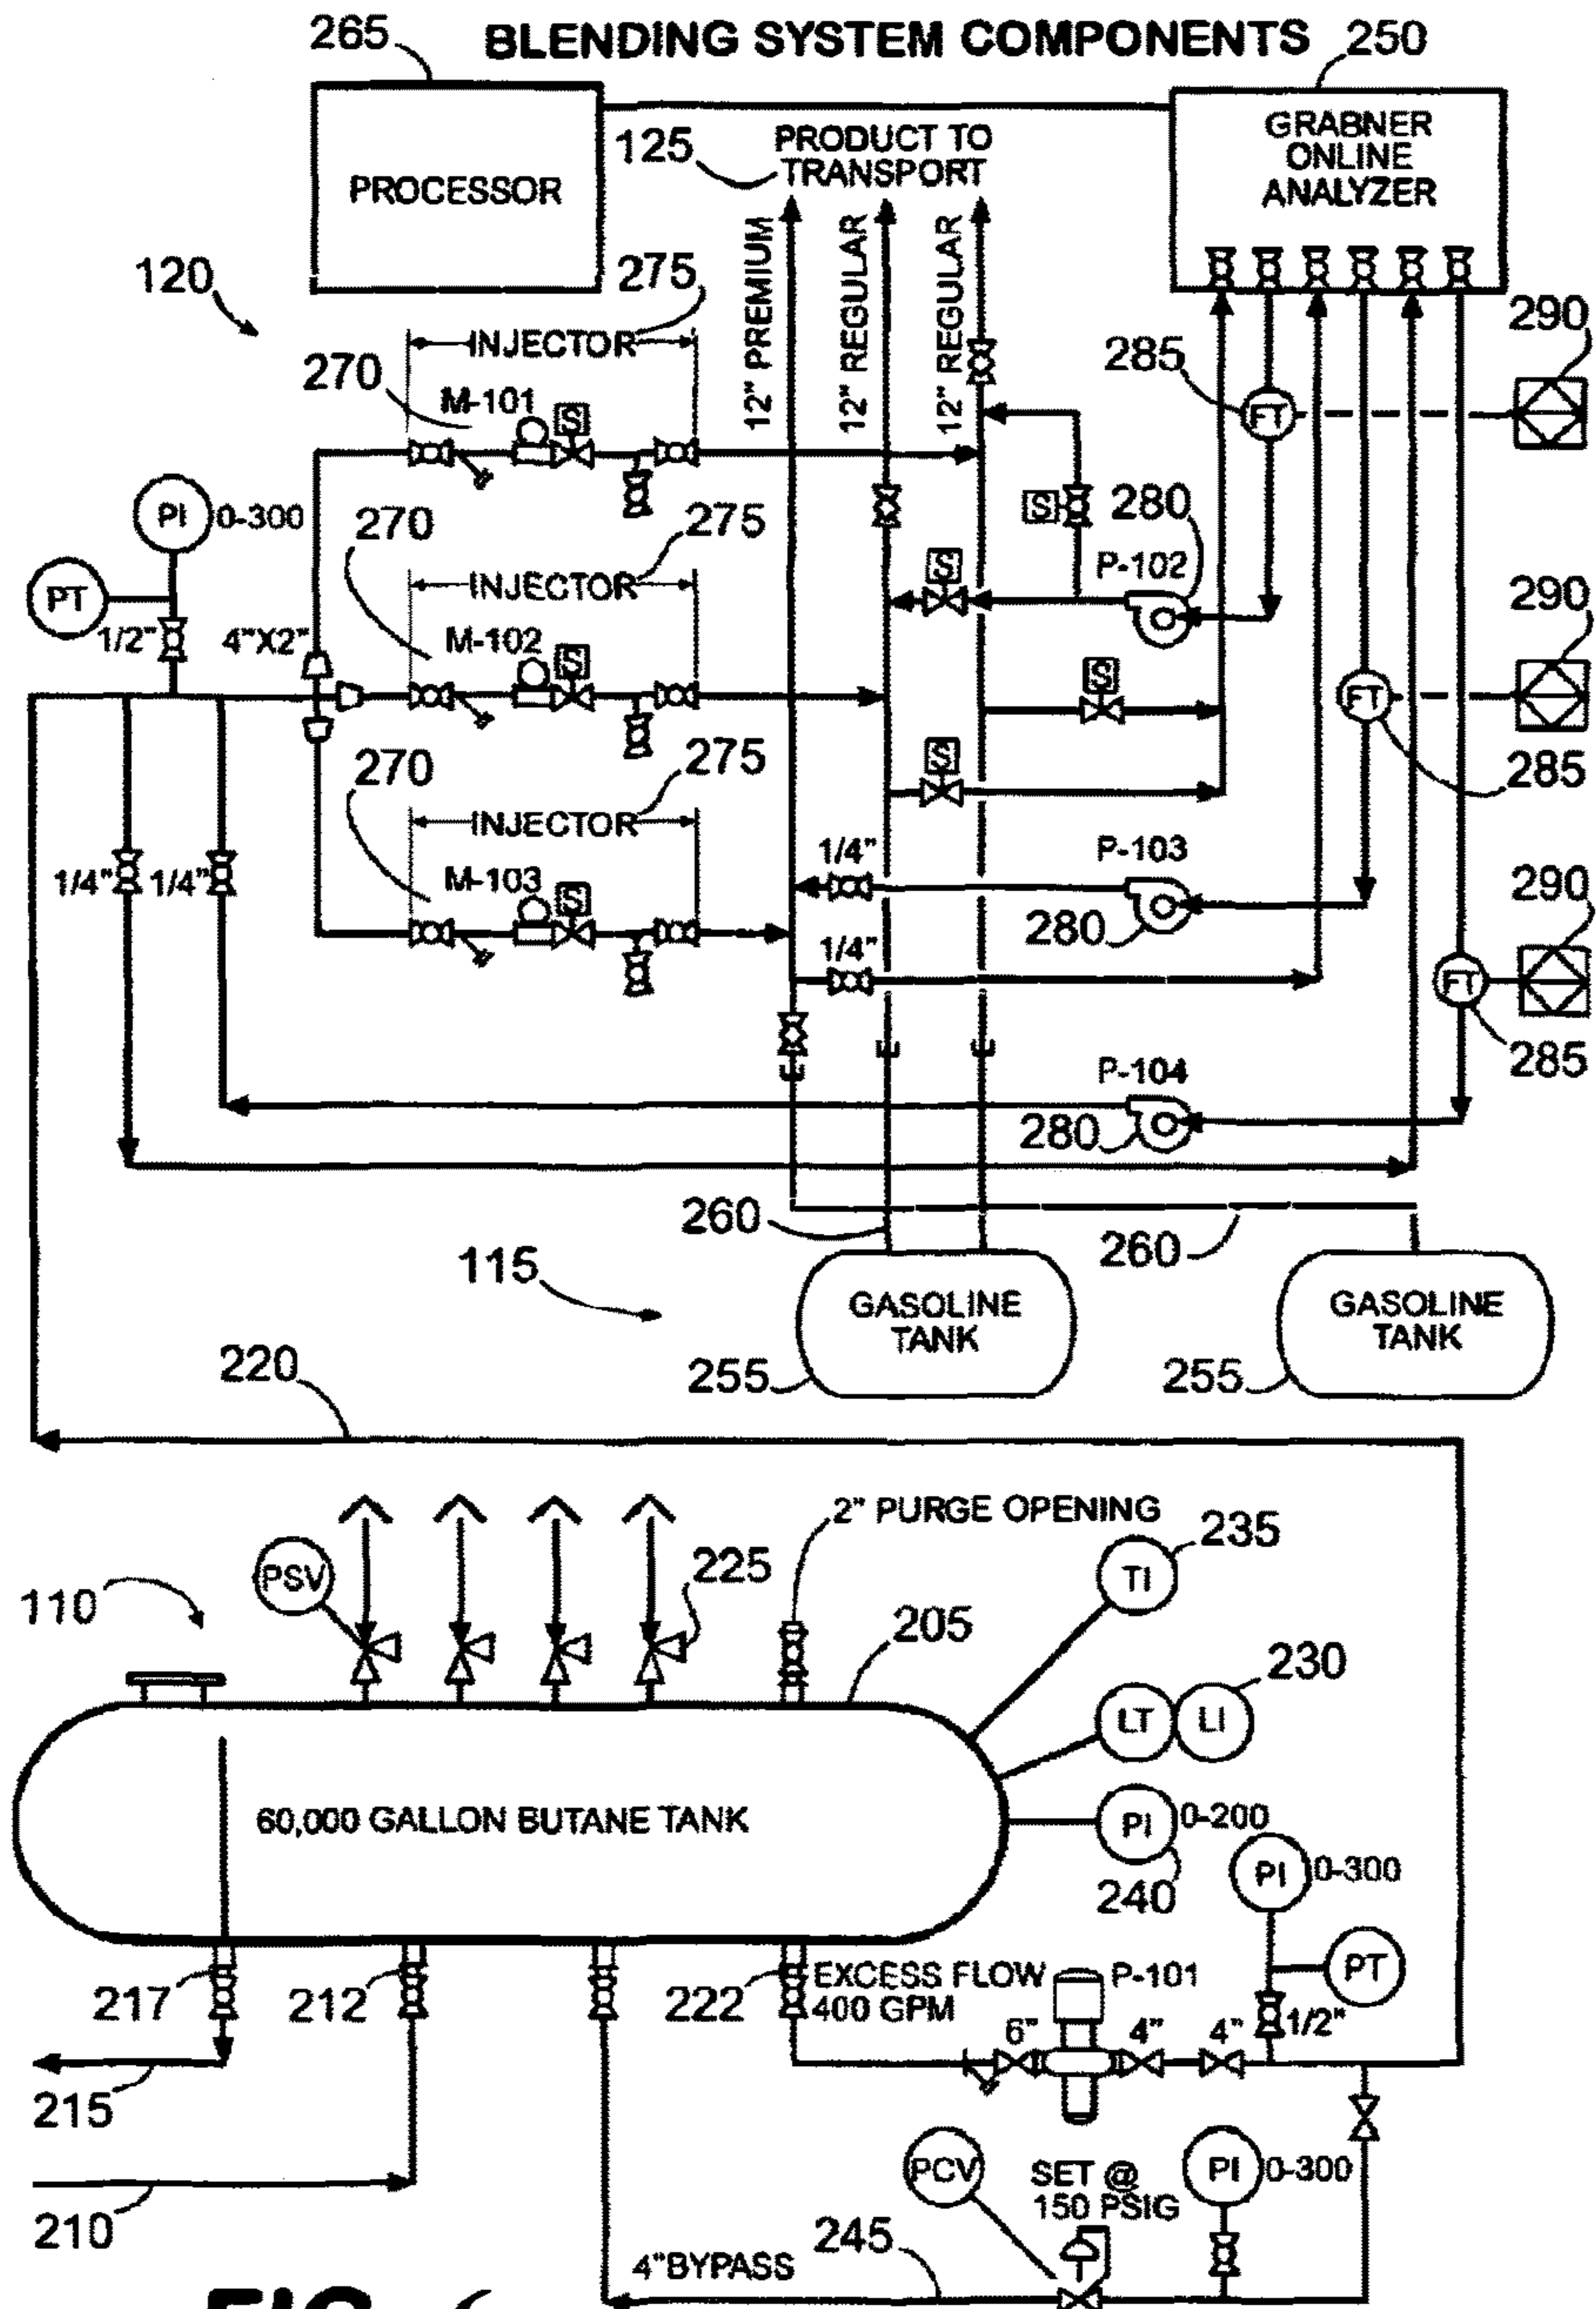 265
BLENDING SYSTEM COMPONENTS
250
PROCESSOR
125
PRODUCT TO
TRANSPORT
GRABNER
ONLINE
ANALYZER
120
12" PREMIUM
12" REGULAR
12" REGULAR
275
INJECTOR
270
M-101
S
285
FT
290
PI
0-300
PT
1/2"
4"X2"
270
275
INJECTOR
M-102
S
S
S
280
P-102
290
FT
285
S
S
270
275
INJECTOR
M-103
S
1/4"
1/4"
1/4"
P-103
280
1/4"
290
FT
285
P-104
280
260
260
115
GASOLINE
TANK
GASOLINE
TANK
255
255
220
2" PURGE OPENING
235
TI
PSV
110
225
205
230
LT
LI
60,000 GALLON BUTANE TANK
PI
0-200
240
PI
0-300
PT
217
212
222
EXCESS FLOW
400 GPM
P-101
6"
4"
4"
1/2"
215
210
PCV
SET @
150 PSIG
PI
0-300
245
4"BYPASS
FIG. 6